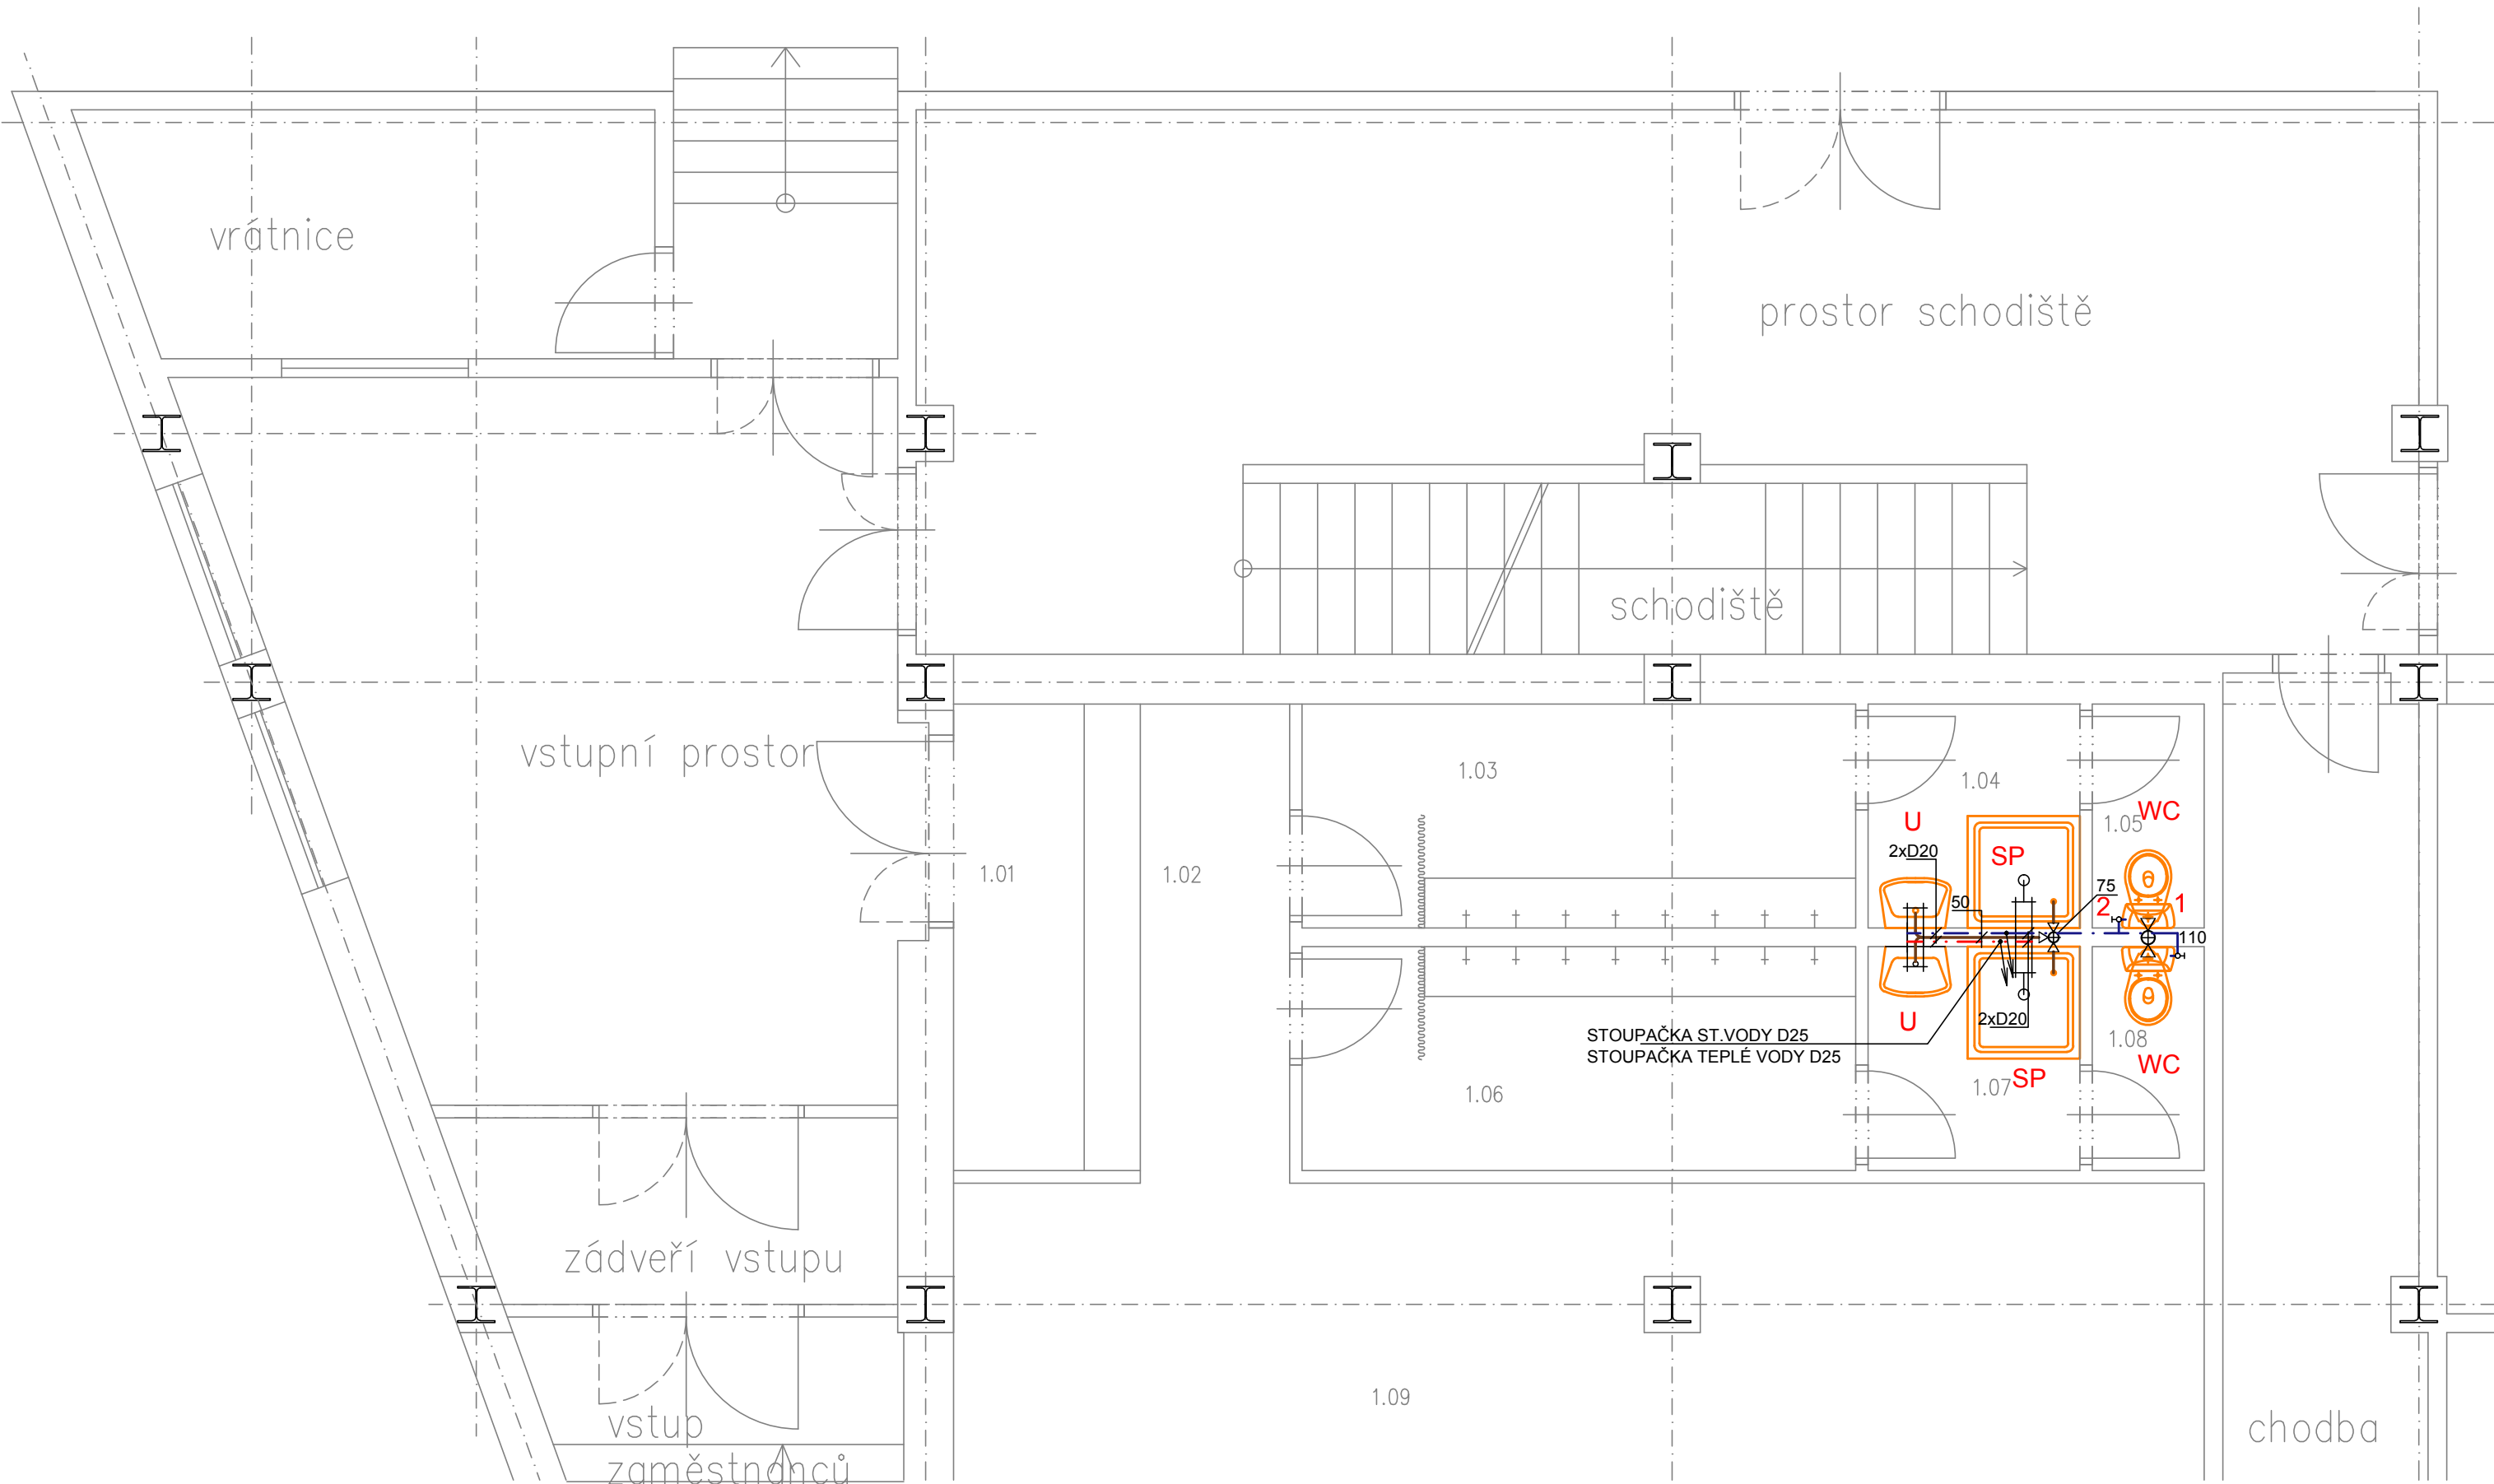 vrátnice
prostor schodiště
schodiště
vstupní prostor
1.03
1.04
WC
1.05
U
2xD20
SP
1.01
1.02
75
50
2
1
110
U
2xD20
STOUPAČKA ST.VODY D25
STOUPAČKA TEPLÉ VODY D25
1.08
WC
SP
1.07
1.06
zádveří vstupu
1.09
vstup
zaměstnanců
chodba